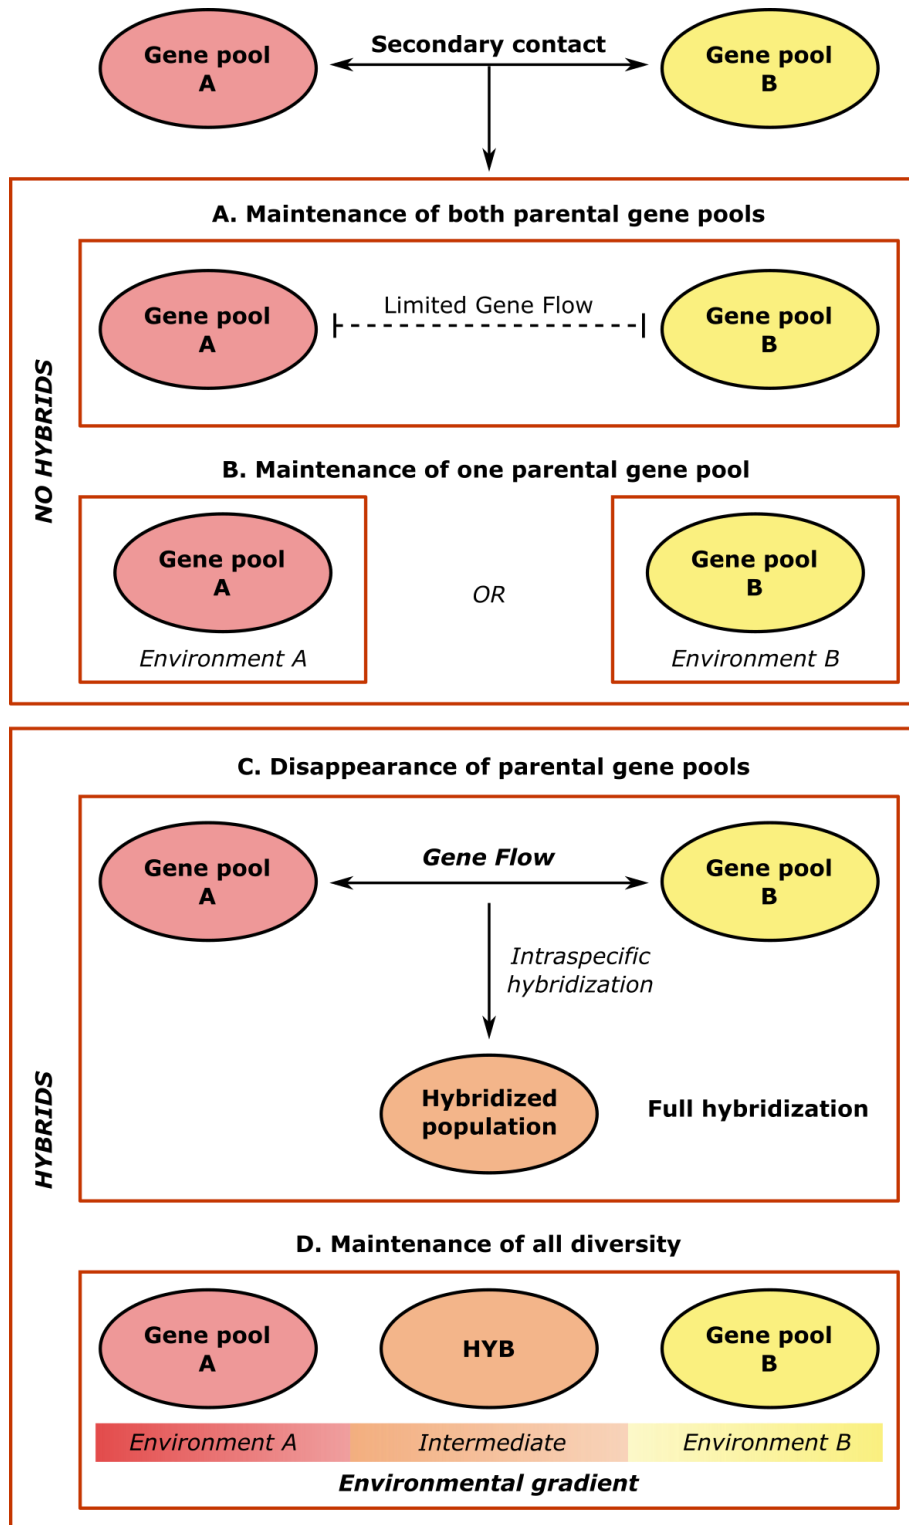 Gene pool
A
Secondary contact
Gene pool
B
NO HYBRIDS
A. Maintenance of both parental gene pools
Gene pool
A
Limited Gene Flow
Gene pool
B
B. Maintenance of one parental gene pool
Gene pool
A
Environment A
OR
Gene pool
B
Environment B
HYBRIDS
C. Disappearance of parental gene pools
Gene pool
A
Gene Flow
Gene pool
B
Intraspecific
hybridization
Hybridized
population
Full hybridization
D. Maintenance of all diversity
Gene pool
A
HYB
Gene pool
B
Environment A
Intermediate
Environment B
Environmental gradient